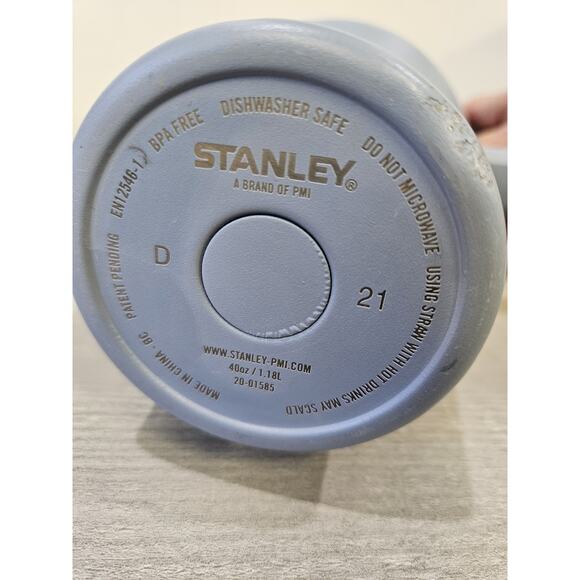 EN12546-1
BPA FREE
DISHWASHER SAFE
DO NOT MICROWAVE
USING STRAW WITH HOT DRINKS MAY SCALD
MADE IN CHINA · BC
PATENT PENDING
STANLEY®
A BRAND OF PMI
D
21
WWW.STANLEY-PMI.COM
40oz / 1.18L
20-01585